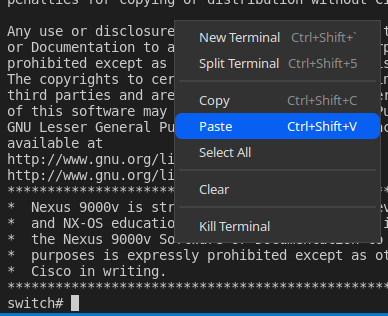 penalties for copying or distribution without
Any use or disclosure
or Documentation to a
prohibited except as
The copyrights to cer
third parties and are
of this software may
GNU Lesser General Pu
available at
http://www.gnu.org/li
http://www.gnu.org/li
New Terminal Ctrl+Shift+`
Split Terminal Ctrl+Shift+5
Copy Ctrl+Shift+C
Paste Ctrl+Shift+V
Select All
Clear
Kill Terminal
* Nexus 9000v is str
* and NX-OS educatio
* the Nexus 9000v
* purposes is expressly prohibited except as ot
* Cisco in writing.
switch#